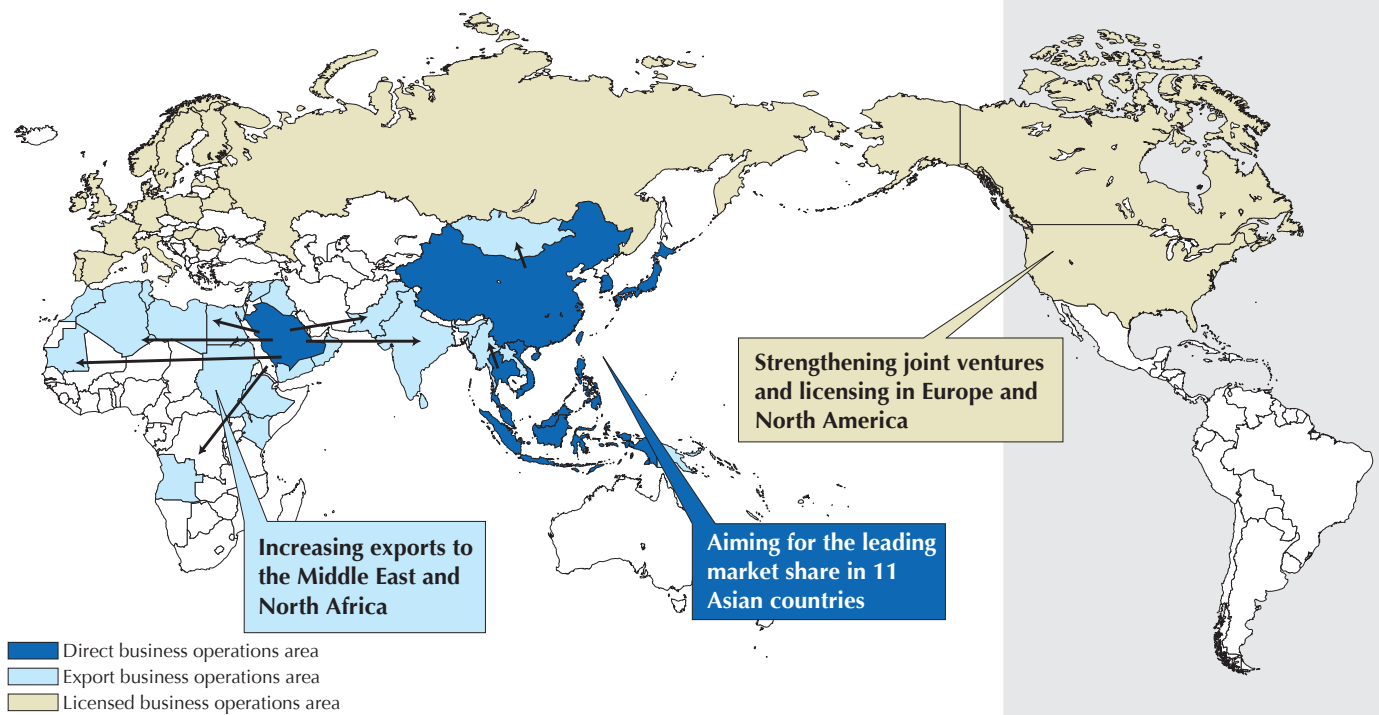 Strengthening joint ventures
and licensing in Europe and
North America
Increasing exports to
the Middle East and
North Africa
Aiming for the leading
market share in 11
Asian countries
Direct business operations area
Export business operations area
Licensed business operations area